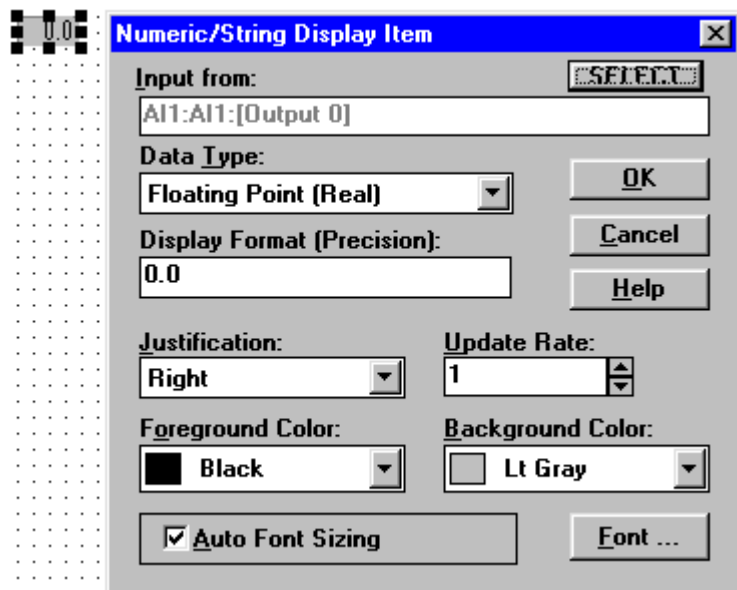 0.0
Numeric/String Display Item
Input from:
SELECT
AI1:AI1:[Output 0]
Data Type:
Floating Point (Real)
OK
Display Format (Precision):
Cancel
0.0
Help
Justification:
Update Rate:
Right
1
Foreground Color:
Background Color:
Black
Lt Gray
Auto Font Sizing
Font ...